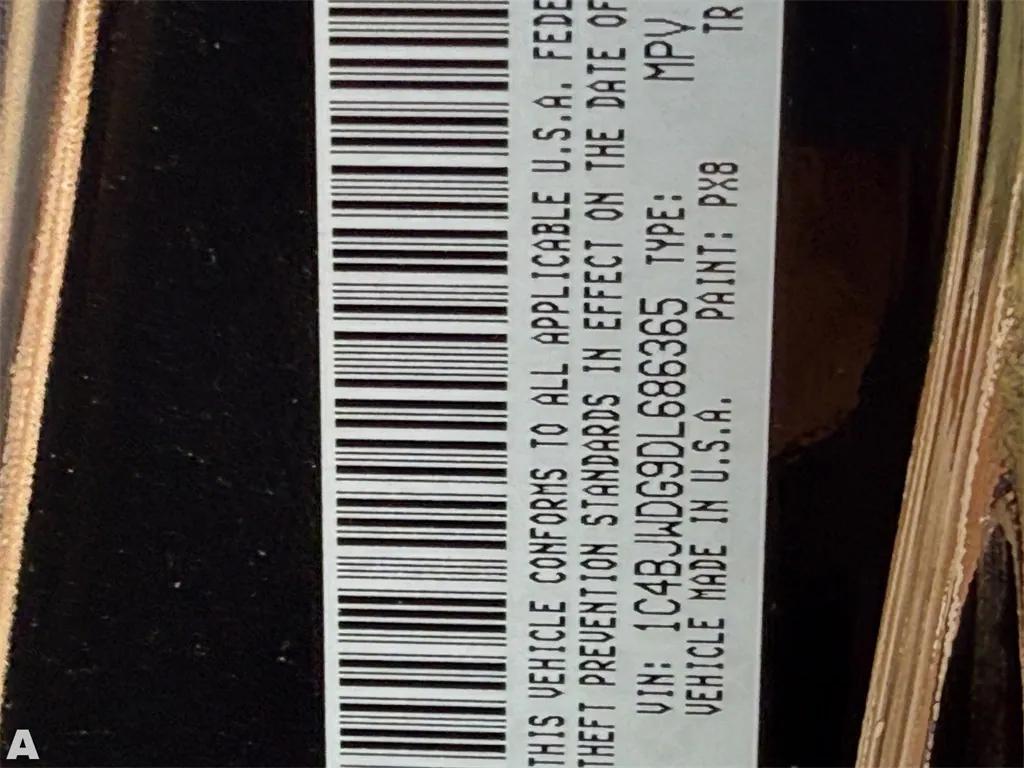 THIS VEHICLE CONFORMS TO ALL APPLICABLE U.S.A. FEDE
THEFT PREVENTION STANDARDS IN EFFECT ON THE DATE OF
VIN: 1C4BJWDG9DL686365 TYPE: MPV
VEHICLE MADE IN U.S.A. PAINT: PX8 TR
A